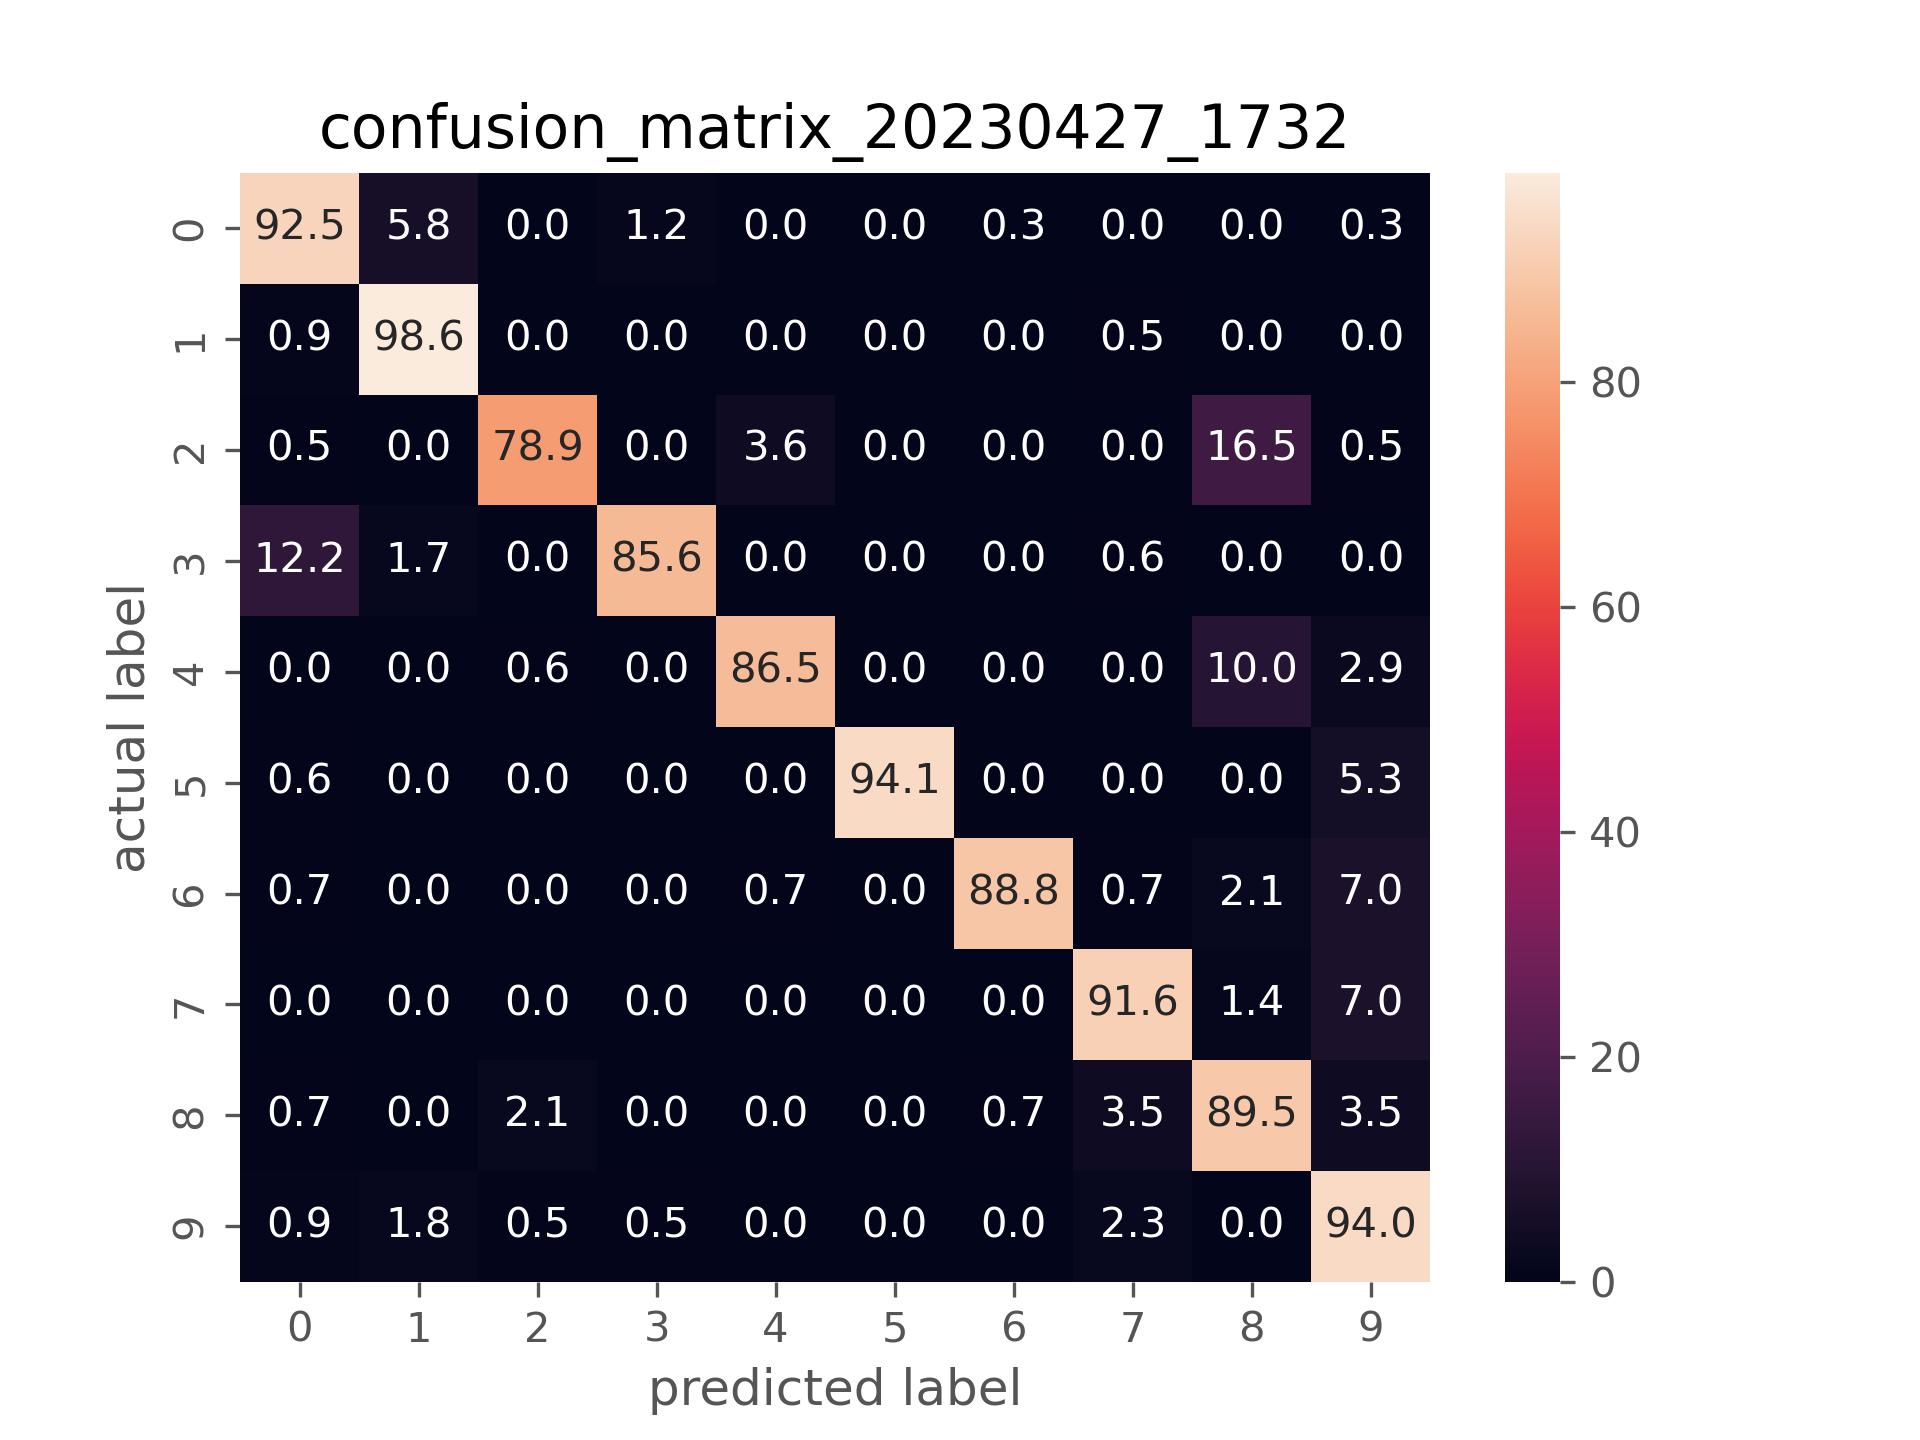 confusion_matrix_20230427_1732
0 92.5 5.8 0.0 1.2 0.0 0.0 0.3 0.0 0.0 0.3
1 0.9 98.6 0.0 0.0 0.0 0.0 0.0 0.5 0.0 0.0
80
2 0.5 0.0 78.9 0.0 3.6 0.0 0.0 0.0 16.5 0.5
3 12.2 1.7 0.0 85.6 0.0 0.0 0.0 0.6 0.0 0.0
60
4 0.0 0.0 0.6 0.0 86.5 0.0 0.0 0.0 10.0 2.9
actual label
5 0.6 0.0 0.0 0.0 0.0 94.1 0.0 0.0 0.0 5.3
40
6 0.7 0.0 0.0 0.0 0.7 0.0 88.8 0.7 2.1 7.0
7 0.0 0.0 0.0 0.0 0.0 0.0 0.0 91.6 1.4 7.0
20
8 0.7 0.0 2.1 0.0 0.0 0.0 0.7 3.5 89.5 3.5
9 0.9 1.8 0.5 0.5 0.0 0.0 0.0 2.3 0.0 94.0
0
0 1 2 3 4 5 6 7 8 9
predicted label